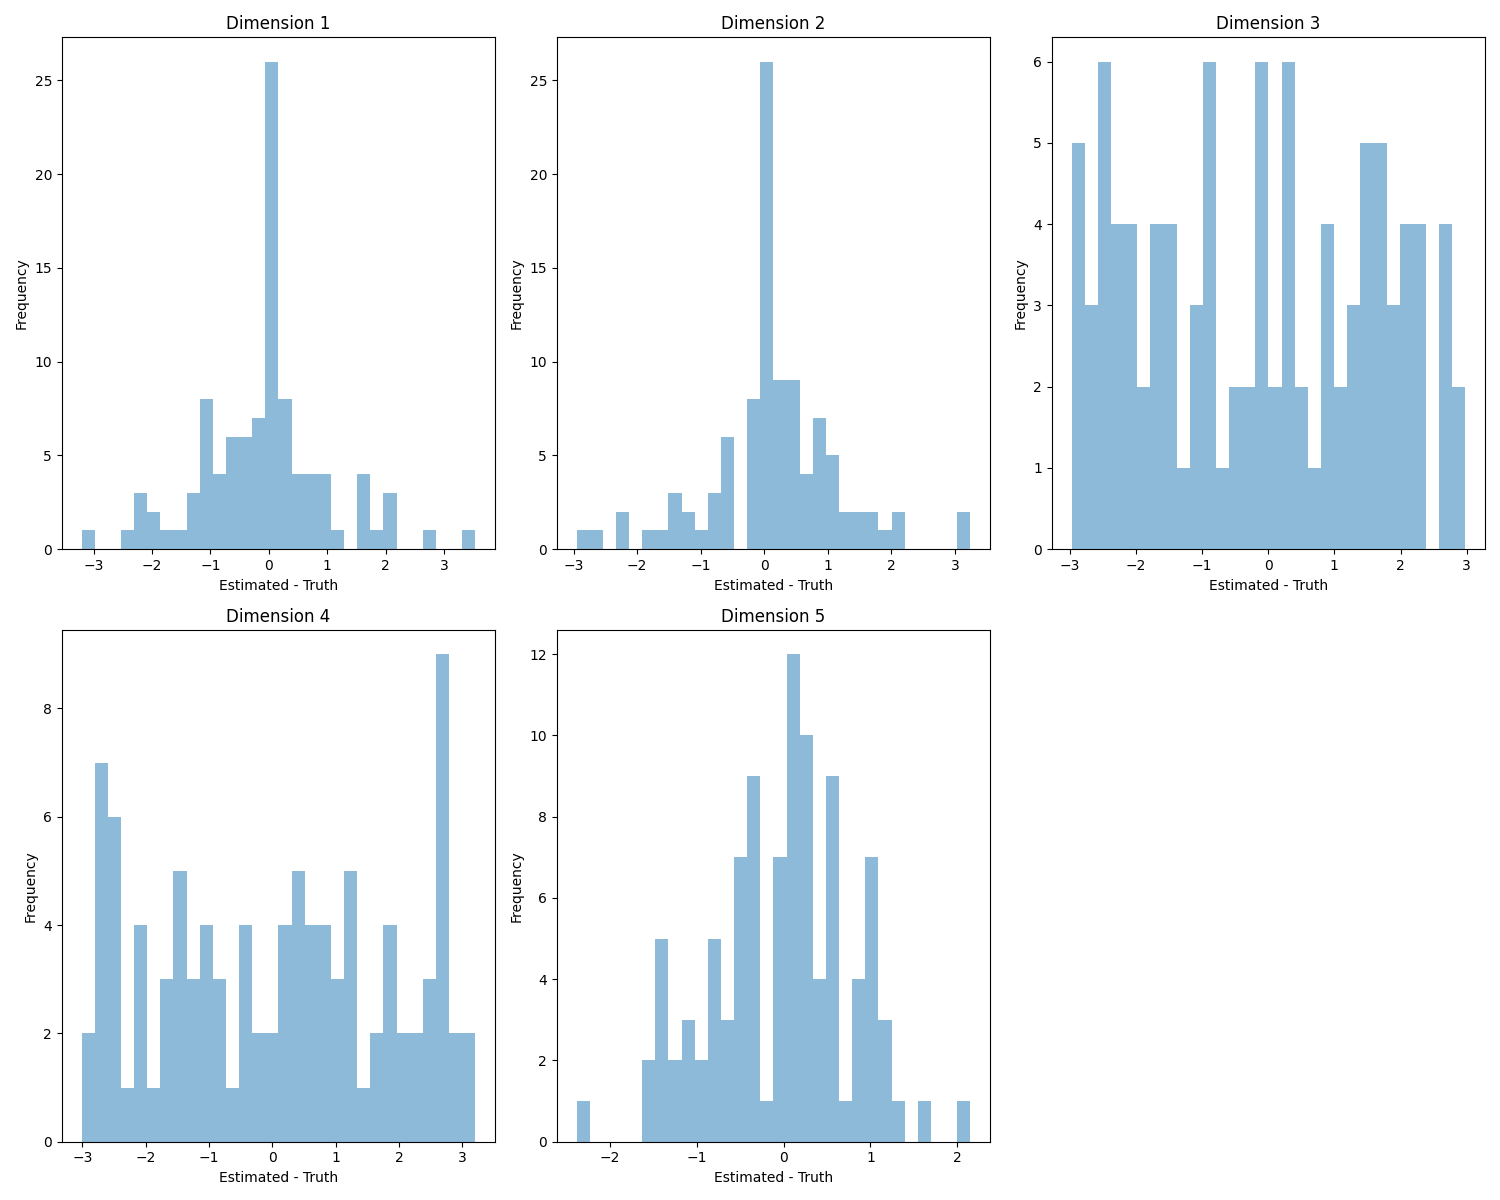 Dimension 1
Frequency
25
20
15
10
5
0
−3 −2 −1 0 1 2 3
Estimated - Truth
Dimension 2
Frequency
25
20
15
10
5
0
−3 −2 −1 0 1 2 3
Estimated - Truth
Dimension 3
Frequency
6
5
4
3
2
1
0
−3 −2 −1 0 1 2 3
Estimated - Truth
Dimension 4
Frequency
8
6
4
2
0
−3 −2 −1 0 1 2 3
Estimated - Truth
Dimension 5
Frequency
12
10
8
6
4
2
0
−2 −1 0 1 2
Estimated - Truth